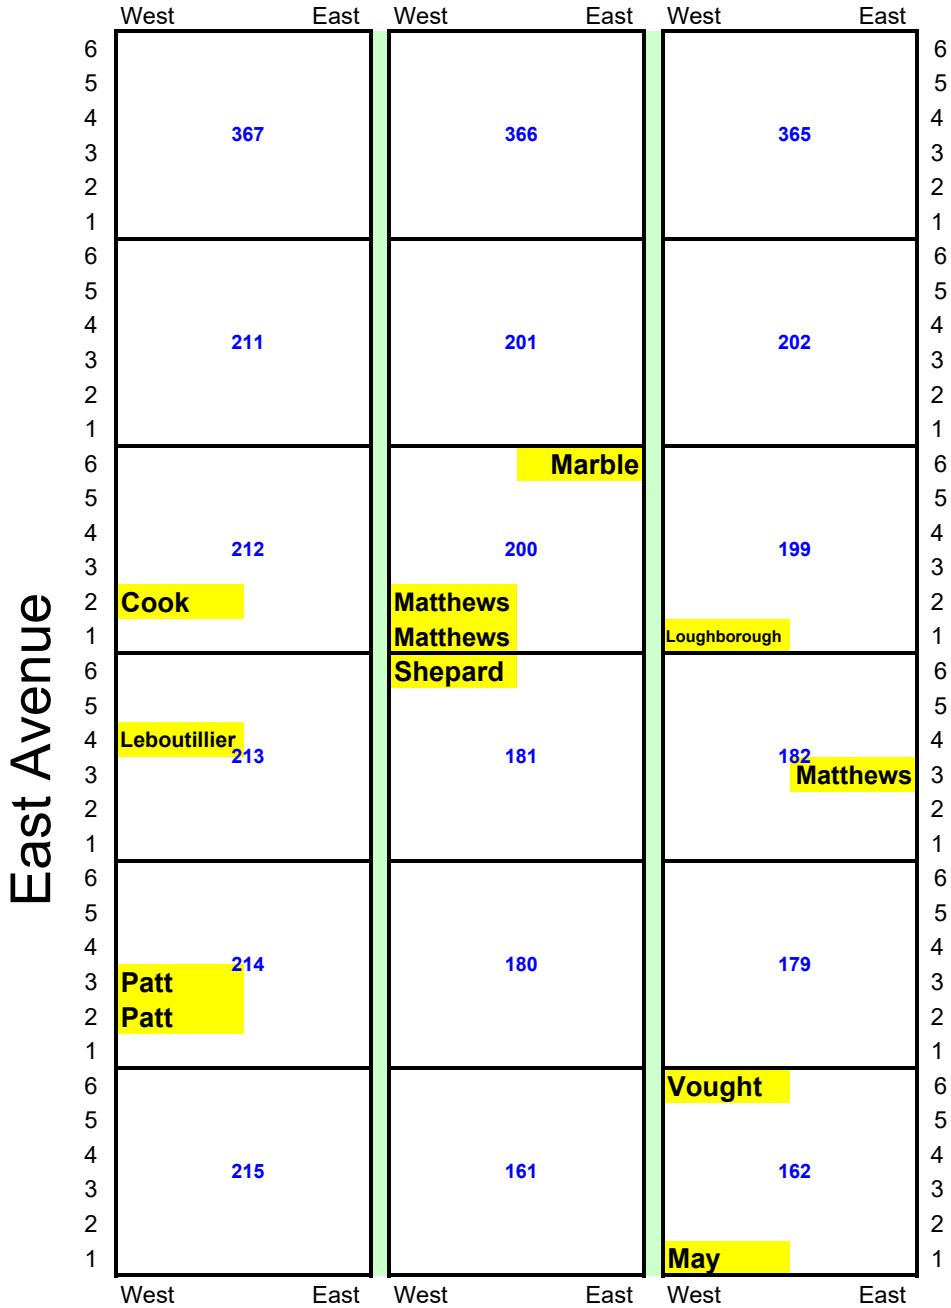 West East West East West East
6 6
5 5
4 4
367 366 365
3 3
2 2
1 1
6 6
5 5
4 4
211 201 202
3 3
2 2
1 1
6 Marble 6
5 5
4 4
212 200 199
3 3
2 Cook Matthews 2
1 Matthews Loughborough 1
6 Shepard 6
5 5
4 Leboutillier 4
213 181 182
3 Matthews 3
2 2
1 1
East Avenue
6 6
5 5
4 4
214 180 179
3 Patt 3
2 Patt 2
1 1
6 Vought 6
5 5
4 4
215 161 162
3 3
2 2
1 May 1
West East West East West East